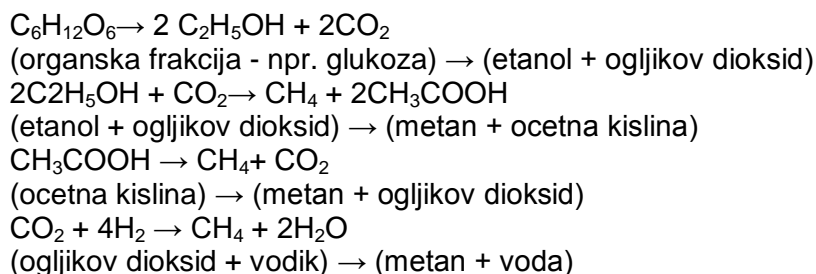 C₆H₁₂O₆→ 2 C₂H₅OH + 2CO₂
(organska frakcija - npr. glukoza) → (etanol + ogljikov dioksid)
2C2H₅OH + CO₂→ CH₄ + 2CH₃COOH
(etanol + ogljikov dioksid) → (metan + ocetna kislina)
CH₃COOH → CH₄+ CO₂
(ocetna kislina) → (metan + ogljikov dioksid)
CO₂ + 4H₂ → CH₄ + 2H₂O
(ogljikov dioksid + vodik) → (metan + voda)